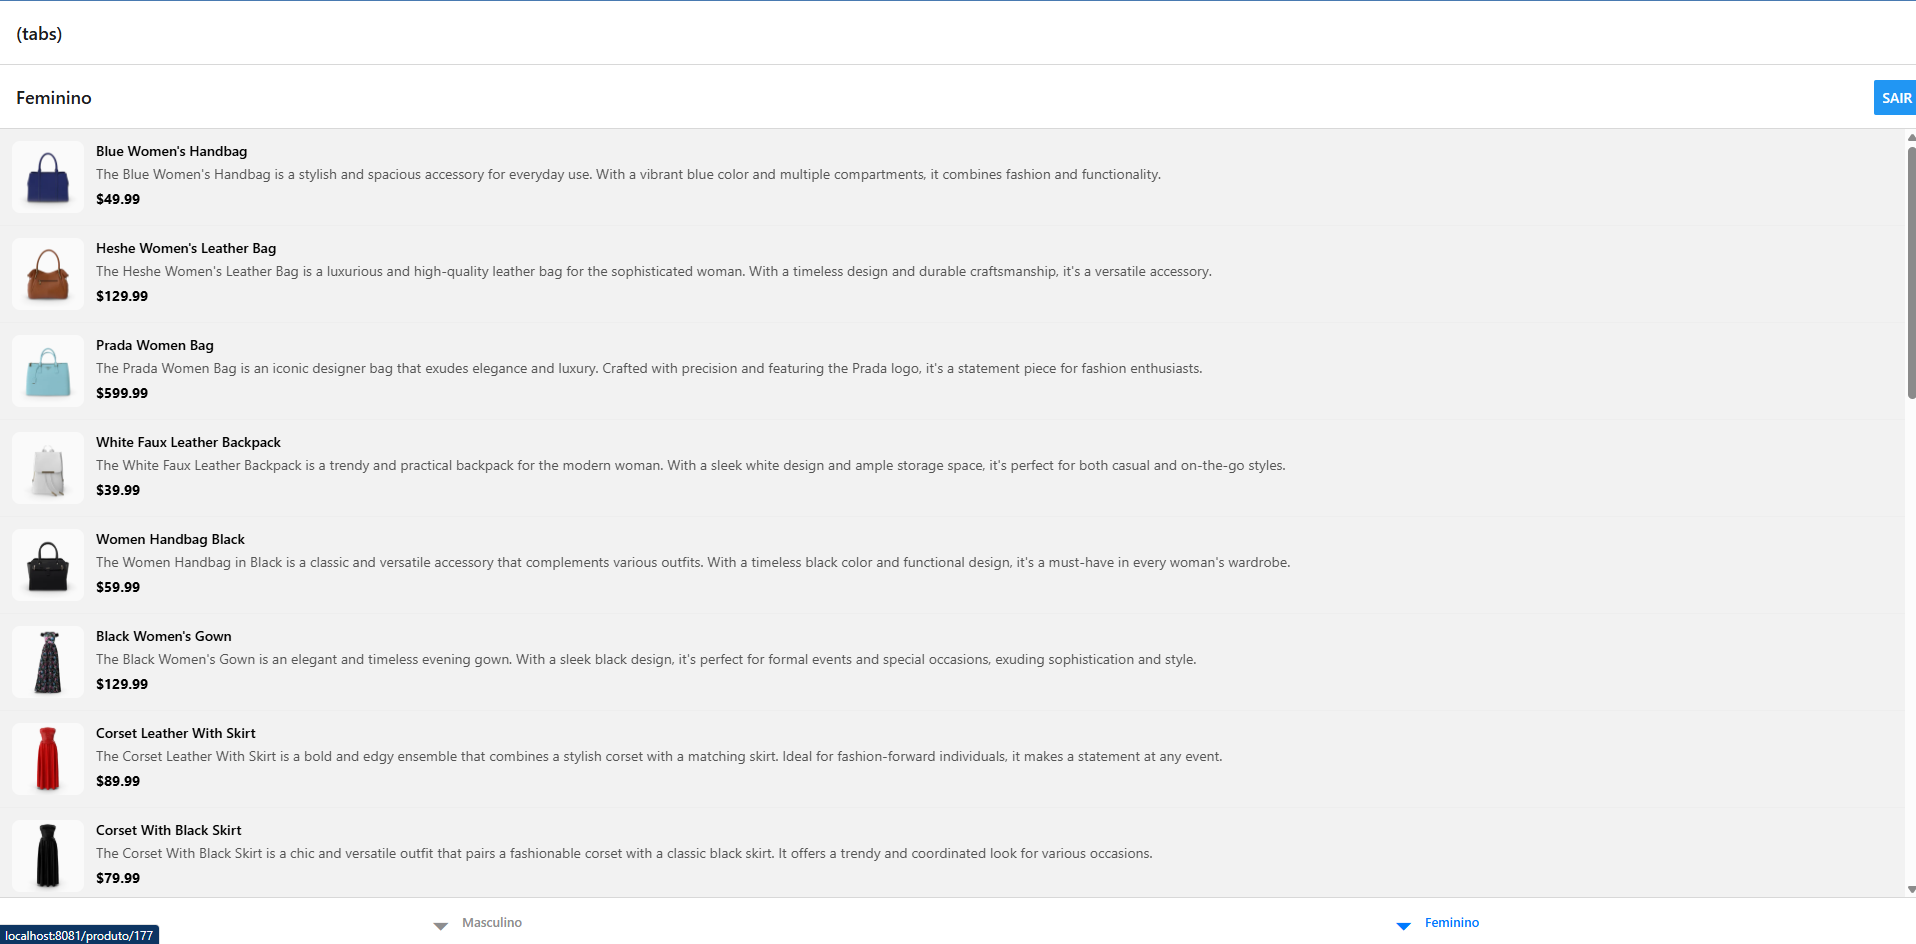 (tabs)
Feminino
SAIR
Blue Women's Handbag
The Blue Women's Handbag is a stylish and spacious accessory for everyday use. With a vibrant blue color and multiple compartments, it combines fashion and functionality.
$49.99
Heshe Women's Leather Bag
The Heshe Women's Leather Bag is a luxurious and high-quality leather bag for the sophisticated woman. With a timeless design and durable craftsmanship, it's a versatile accessory.
$129.99
Prada Women Bag
The Prada Women Bag is an iconic designer bag that exudes elegance and luxury. Crafted with precision and featuring the Prada logo, it's a statement piece for fashion enthusiasts.
$599.99
White Faux Leather Backpack
The White Faux Leather Backpack is a trendy and practical backpack for the modern woman. With a sleek white design and ample storage space, it's perfect for both casual and on-the-go styles.
$39.99
Women Handbag Black
The Women Handbag in Black is a classic and versatile accessory that complements various outfits. With a timeless black color and functional design, it's a must-have in every woman's wardrobe.
$59.99
Black Women's Gown
The Black Women's Gown is an elegant and timeless evening gown. With a sleek black design, it's perfect for formal events and special occasions, exuding sophistication and style.
$129.99
Corset Leather With Skirt
The Corset Leather With Skirt is a bold and edgy ensemble that combines a stylish corset with a matching skirt. Ideal for fashion-forward individuals, it makes a statement at any event.
$89.99
Corset With Black Skirt
The Corset With Black Skirt is a chic and versatile outfit that pairs a fashionable corset with a classic black skirt. It offers a trendy and coordinated look for various occasions.
$79.99
Masculino
Feminino
localhost:8081/produto/177